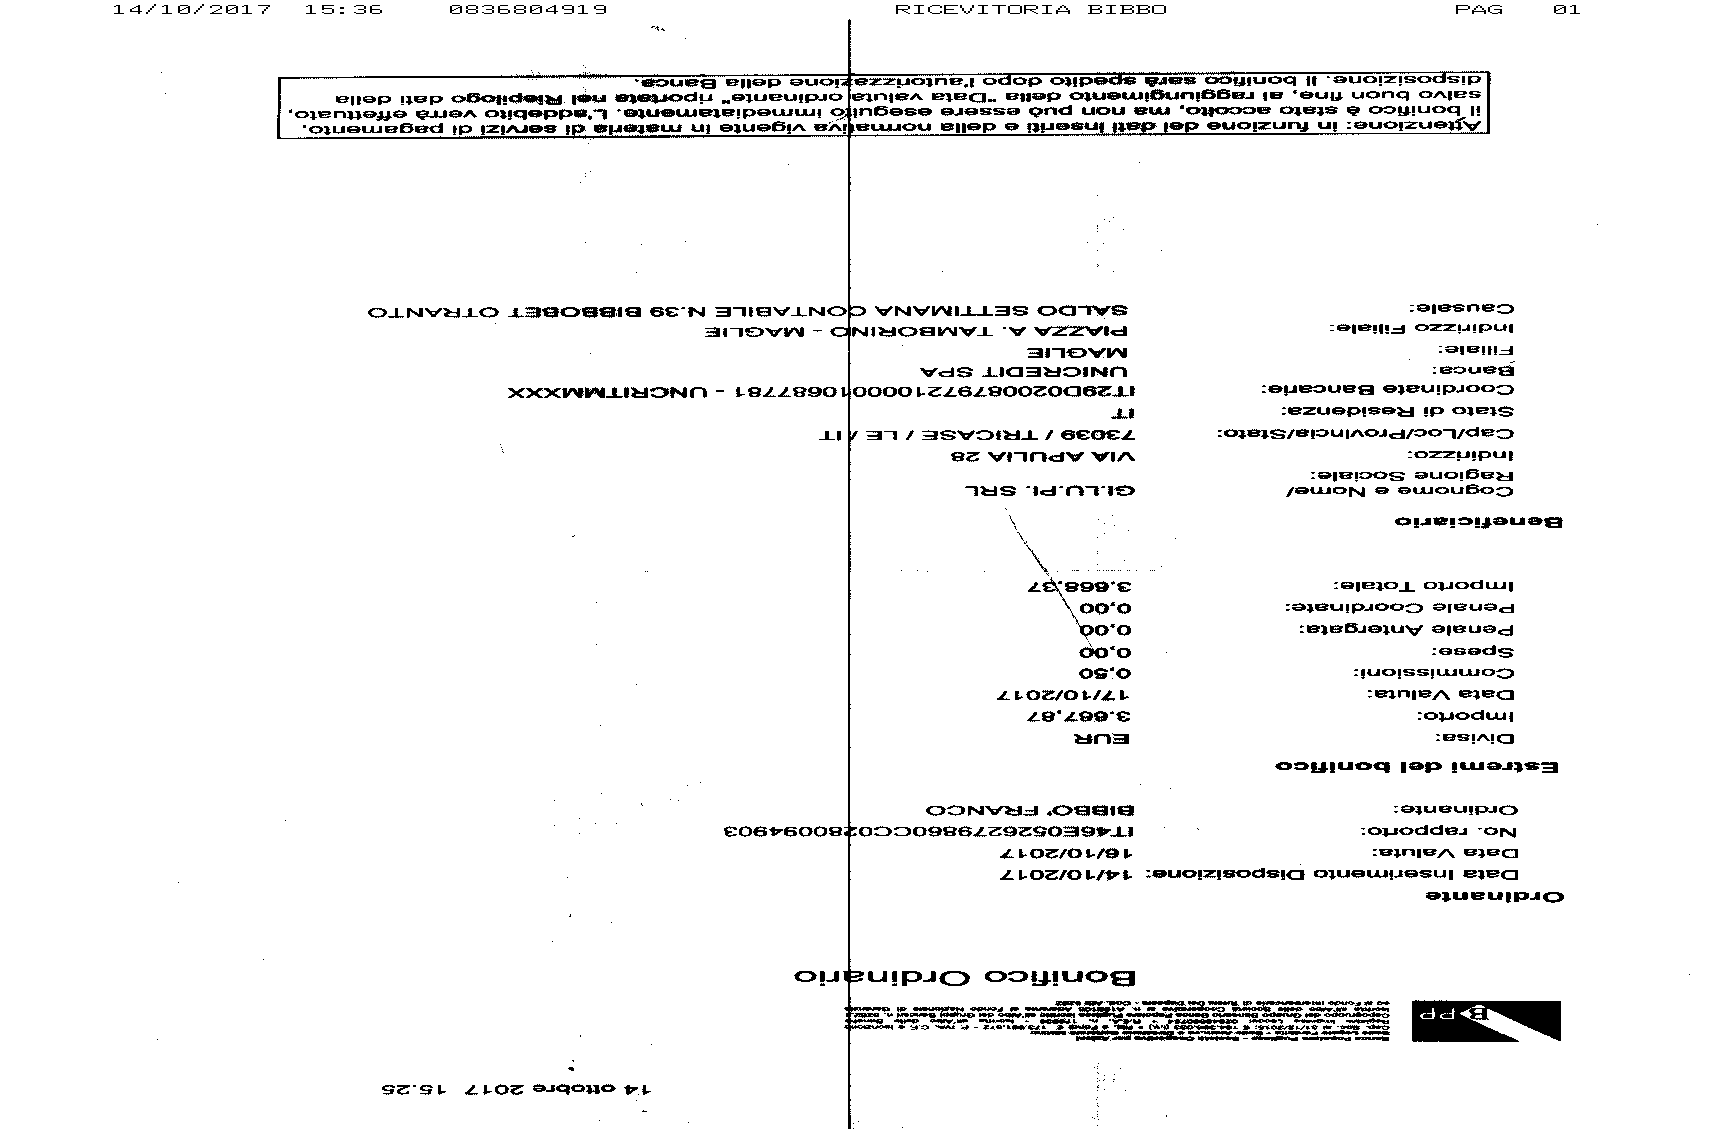 14/10/2017 15:36 0836804919 RICEVITORIA BIBBO PAG 01
14 ottobre 2017 15.25
BPP
Banca Popolare Pugliese - Società Cooperativa per Azioni
Bonifico Ordinario
Ordinante
Data Inserimento Disposizione: 14/10/2017
Data Valuta: 16/10/2017
No. rapporto: IT46E0526279860CC0280094903
Ordinante: BIBBO' FRANCO
Estremi del bonifico
Divisa: EUR
Importo: 3.667,87
Data Valuta: 17/10/2017
Commissioni: 0,50
Spese: 0,00
Penale Antergata: 0,00
Penale Coordinate: 0,00
Importo Totale: 3.668,37
Beneficiario
Cognome e Nome/ GI.LU.PI. SRL
Ragione Sociale:
Indirizzo: VIA APULIA 28
Cap/Loc/Provincia/Stato: 73039 / TRICASE / LE / IT
Stato di Residenza: IT
Coordinate Bancarie: IT29D0200879721000010687781 - UNCRITMMXXX
Banca: UNICREDIT SPA
Filiale: MAGLIE
Indirizzo Filiale: PIAZZA A. TAMBORINO - MAGLIE
Causale: SALDO SETTIMANA CONTABILE N.39 BIBBOBET OTRANTO
Attenzione: in funzione dei dati inseriti e della normativa vigente in materia di servizi di pagamento,
il bonifico è stato accolto, ma non può essere eseguito immediatamente. L'addebito verrà effettuato,
salvo buon fine, al raggiungimento della "Data valuta ordinante" riportata nel Riepilogo dati della
disposizione. Il bonifico sarà spedito dopo l'autorizzazione della Banca.